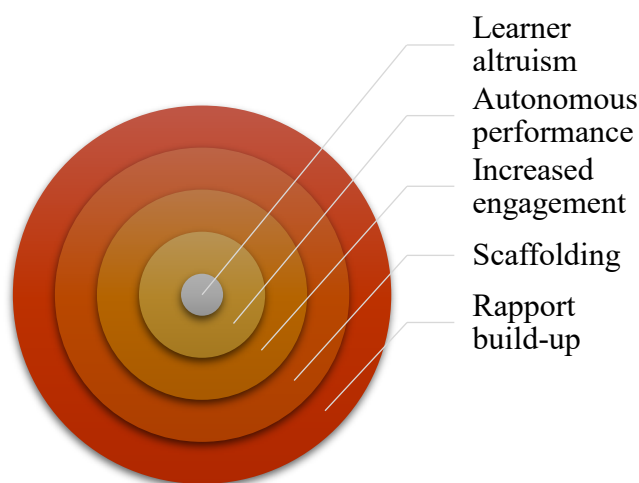 Learner
altruism
Autonomous
performance
Increased
engagement
Scaffolding
Rapport
build-up